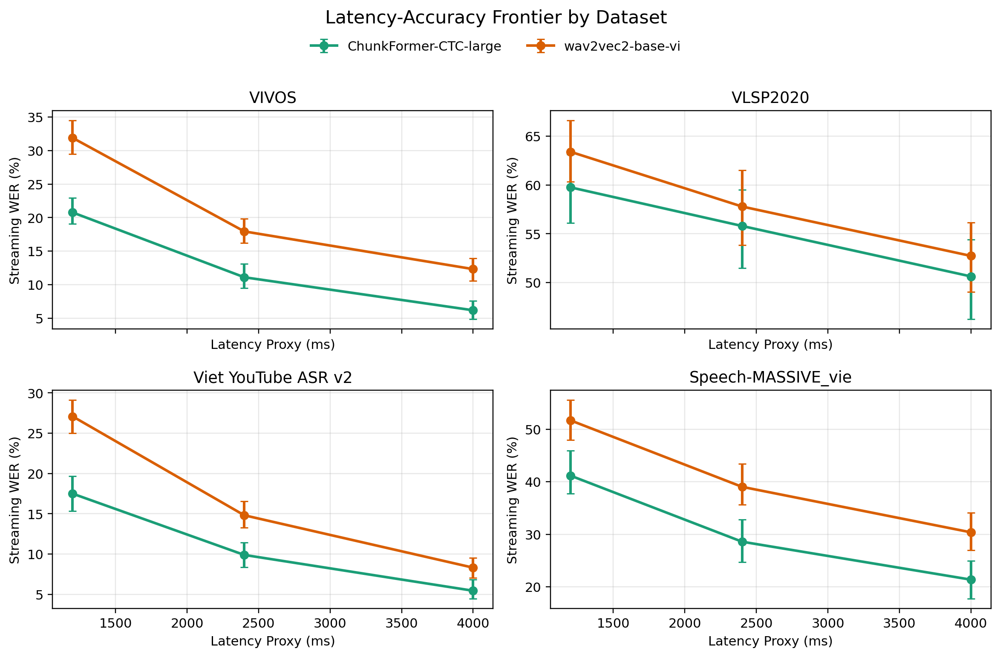 Latency-Accuracy Frontier by Dataset
ChunkFormer-CTC-large
wav2vec2-base-vi
VIVOS
35
30
25
20
15
10
5
Streaming WER (%)
Latency Proxy (ms)
VLSP2020
65
60
55
50
Streaming WER (%)
Latency Proxy (ms)
Viet YouTube ASR v2
30
25
20
15
10
5
Streaming WER (%)
1500 2000 2500 3000 3500 4000
Latency Proxy (ms)
Speech-MASSIVE_vie
50
40
30
20
Streaming WER (%)
1500 2000 2500 3000 3500 4000
Latency Proxy (ms)